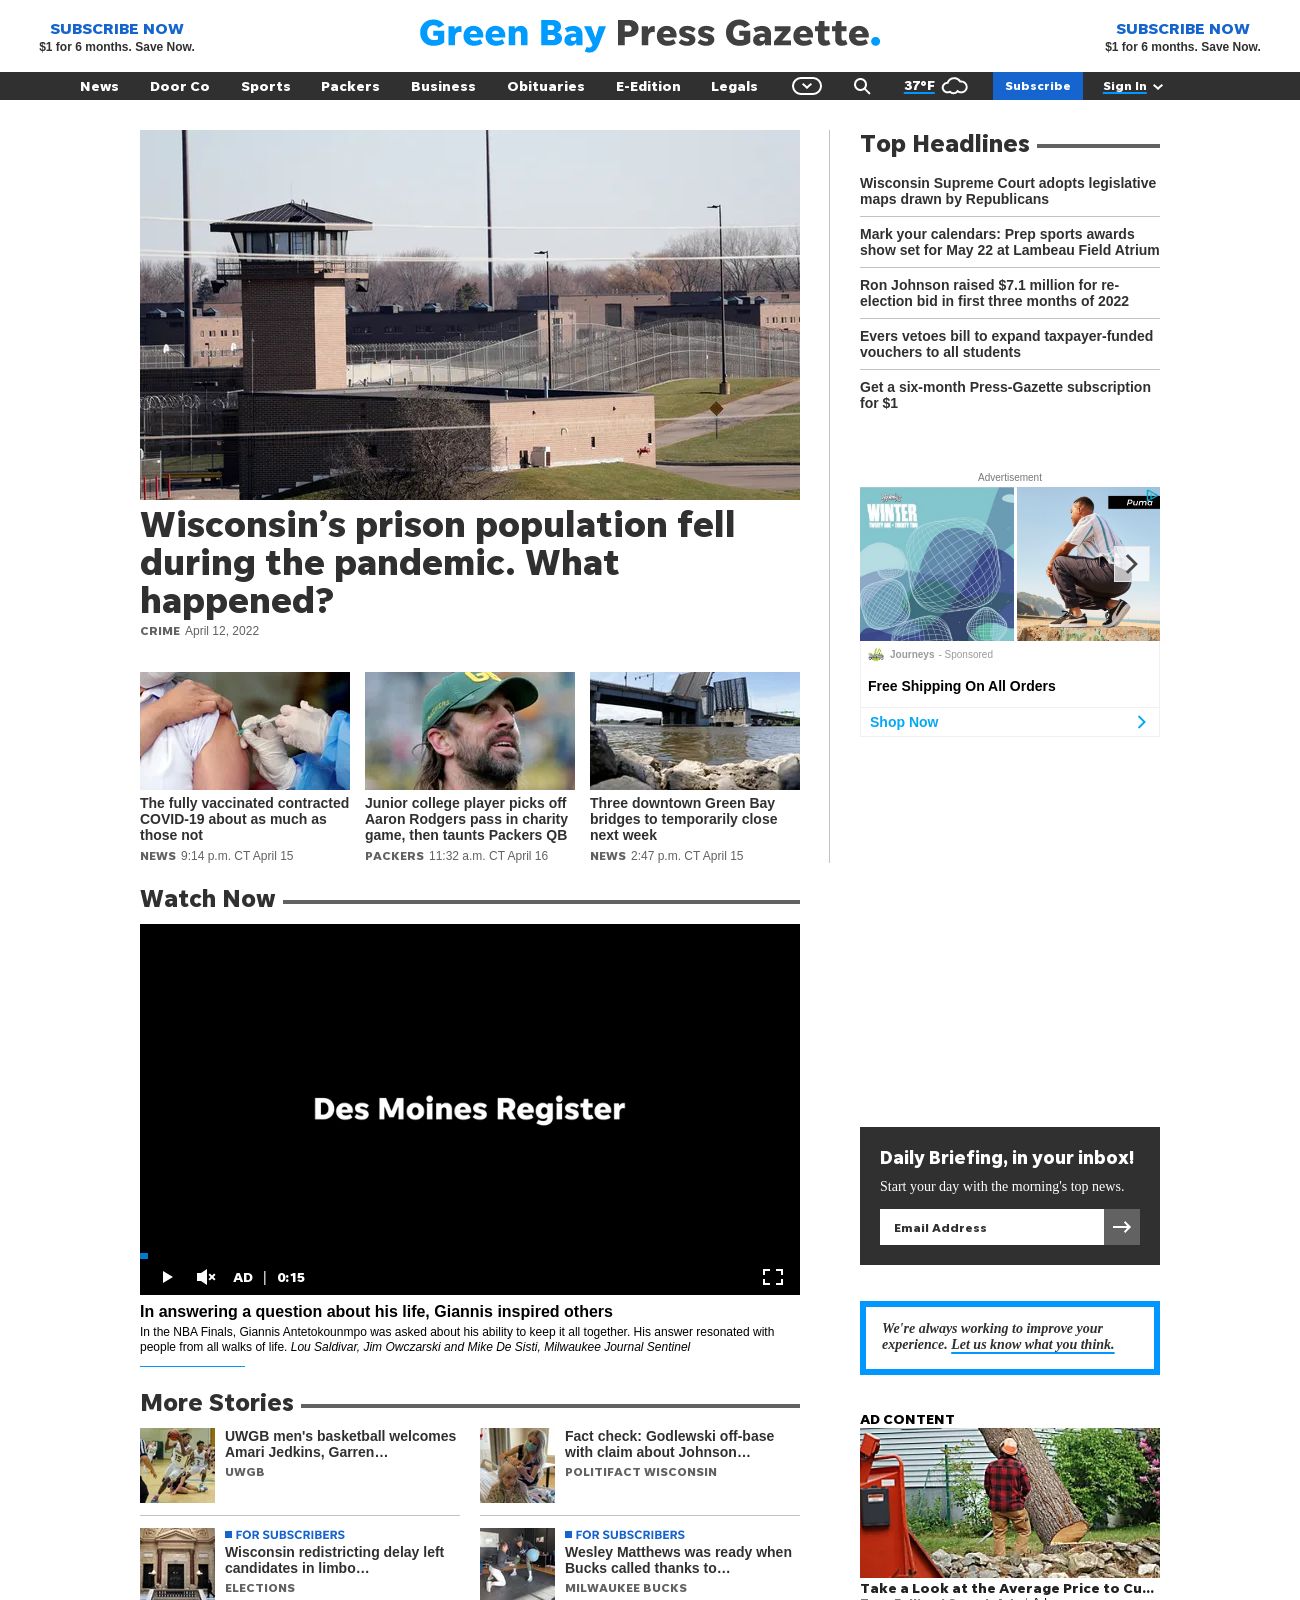 SUBSCRIBE NOW
$1 for 6 months. Save Now.
Green Bay Press Gazette.
SUBSCRIBE NOW
$1 for 6 months. Save Now.
News Door Co Sports Packers Business Obituaries E-Edition Legals 37°F Subscribe Sign In
Wisconsin’s prison population fell
during the pandemic. What
happened?
CRIME April 12, 2022
The fully vaccinated contracted
COVID-19 about as much as
those not
NEWS 9:14 p.m. CT April 15
Junior college player picks off
Aaron Rodgers pass in charity
game, then taunts Packers QB
PACKERS 11:32 a.m. CT April 16
Three downtown Green Bay
bridges to temporarily close
next week
NEWS 2:47 p.m. CT April 15
Top Headlines
Wisconsin Supreme Court adopts legislative
maps drawn by Republicans
Mark your calendars: Prep sports awards
show set for May 22 at Lambeau Field Atrium
Ron Johnson raised $7.1 million for re-
election bid in first three months of 2022
Evers vetoes bill to expand taxpayer-funded
vouchers to all students
Get a six-month Press-Gazette subscription
for $1
Advertisement
WINTER
Puma
Journeys - Sponsored
Free Shipping On All Orders
Shop Now
Watch Now
Des Moines Register
AD | 0:15
In answering a question about his life, Giannis inspired others
In the NBA Finals, Giannis Antetokounmpo was asked about his ability to keep it all together. His answer resonated with
people from all walks of life. Lou Saldivar, Jim Owczarski and Mike De Sisti, Milwaukee Journal Sentinel
Daily Briefing, in your inbox!
Start your day with the morning's top news.
Email Address
We're always working to improve your
experience. Let us know what you think.
More Stories
UWGB men's basketball welcomes
Amari Jedkins, Garren…
UWGB
Fact check: Godlewski off-base
with claim about Johnson…
POLITIFACT WISCONSIN
FOR SUBSCRIBERS
Wisconsin redistricting delay left
candidates in limbo…
ELECTIONS
FOR SUBSCRIBERS
Wesley Matthews was ready when
Bucks called thanks to…
MILWAUKEE BUCKS
AD CONTENT
Take a Look at the Average Price to Cu...